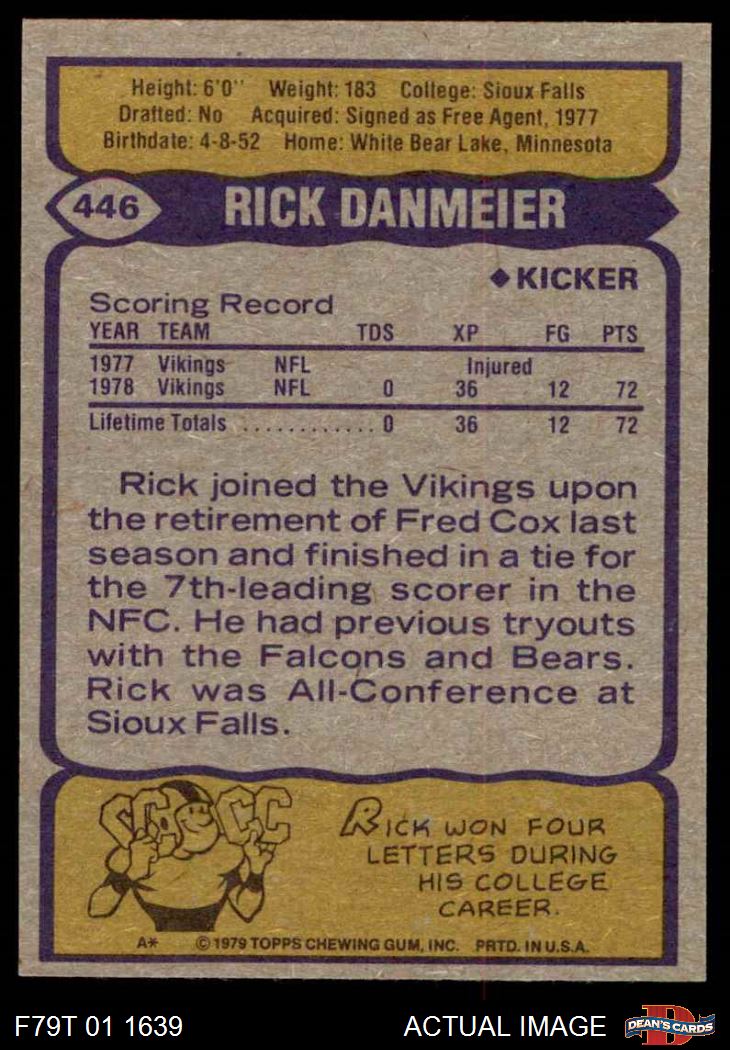 Height: 6'0" Weight: 183 College: Sioux Falls
Drafted: No Acquired: Signed as Free Agent, 1977
Birthdate: 4-8-52 Home: White Bear Lake, Minnesota
446 RICK DANMEIER
◆ KICKER
Scoring Record
YEAR TEAM TDS XP FG PTS
1977 Vikings NFL Injured
1978 Vikings NFL 0 36 12 72
Lifetime Totals ............ 0 36 12 72
Rick joined the Vikings upon
the retirement of Fred Cox last
season and finished in a tie for
the 7th-leading scorer in the
NFC. He had previous tryouts
with the Falcons and Bears.
Rick was All-Conference at
Sioux Falls.
RICK WON FOUR
LETTERS DURING
HIS COLLEGE
CAREER.
A* © 1979 TOPPS CHEWING GUM, INC. PRTD. IN U.S.A.
F79T 01 1639 ACTUAL IMAGE D DEAN'S CARDS